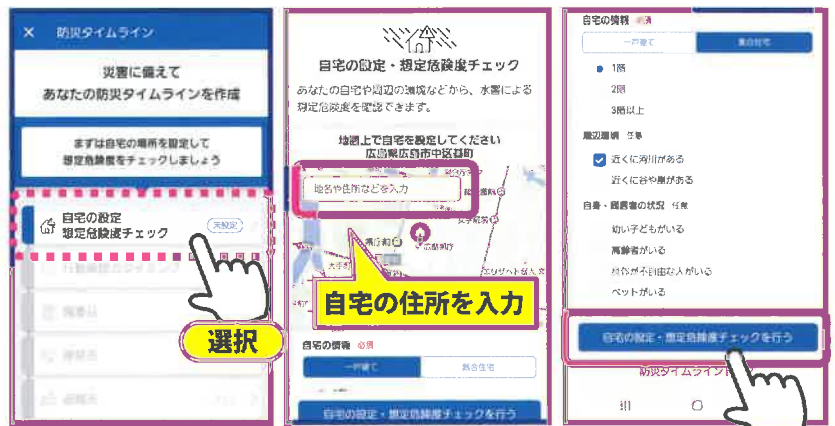 × 防災タイムライン
災害に備えて
あなたの防災タイムラインを作成
まずは自宅の場所を設定して
想定危険度をチェックしましょう
自宅の設定
想定危険度チェック
未設定
選択
自宅の設定・想定危険度チェック
あなたの自宅や周辺の環境などから、水害による
想定危険度を確認できます。
地図上で自宅を設定してください
広島県広島市中区基町
地名や住所などを入力
県庁前
広島県庁
自宅の住所を入力
自宅の情報 必須
一戸建て
集合住宅
自宅の設定・想定危険度チェックを行う
自宅の情報 必須
一戸建て
集合住宅
1階
2階
3階以上
周辺環境 任意
近くに河川がある
近くに谷や崖がある
自身・同居者の状況 任意
幼い子どもがいる
高齢者がいる
身体が不自由な人がいる
ペットがいる
自宅の設定・想定危険度チェックを行う
防災タイムライン